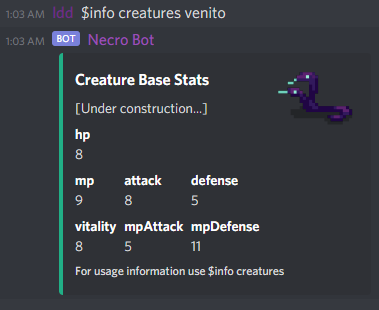 1:03 AM ldd $info creatures venito
1:03 AM BOT Necro Bot
Creature Base Stats
[Under construction...]
hp
8
mp attack defense
9 8 5
vitality mpAttack mpDefense
8 5 11
For usage information use $info creatures